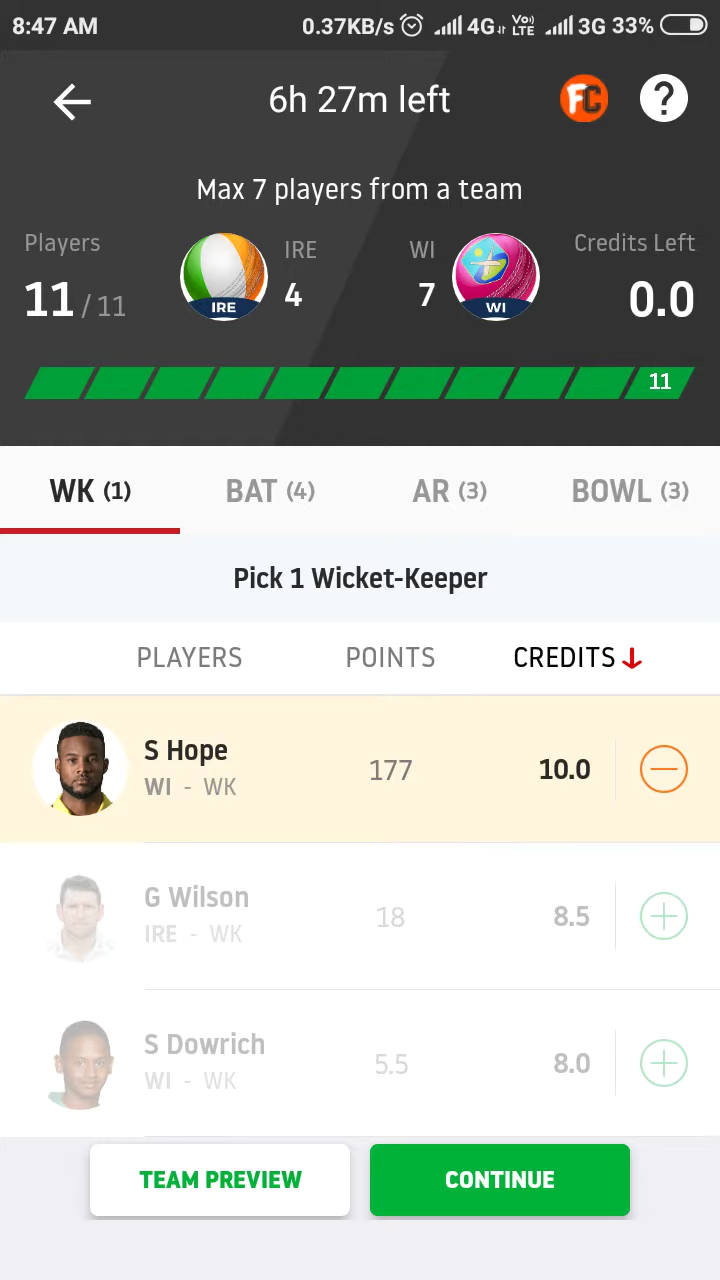 8:47 AM 0.37KB/s 4G VoI) LTE 3G 33%
6h 27m left FC ?
Max 7 players from a team
Players IRE WI Credits Left
11 / 11 4 7 0.0
IRE WI
11
WK (1) BAT (4) AR (3) BOWL (3)
Pick 1 Wicket-Keeper
PLAYERS POINTS CREDITS
S Hope
WI - WK 177 10.0
G Wilson
IRE - WK 18 8.5
S Dowrich
WI - WK 5.5 8.0
TEAM PREVIEW CONTINUE